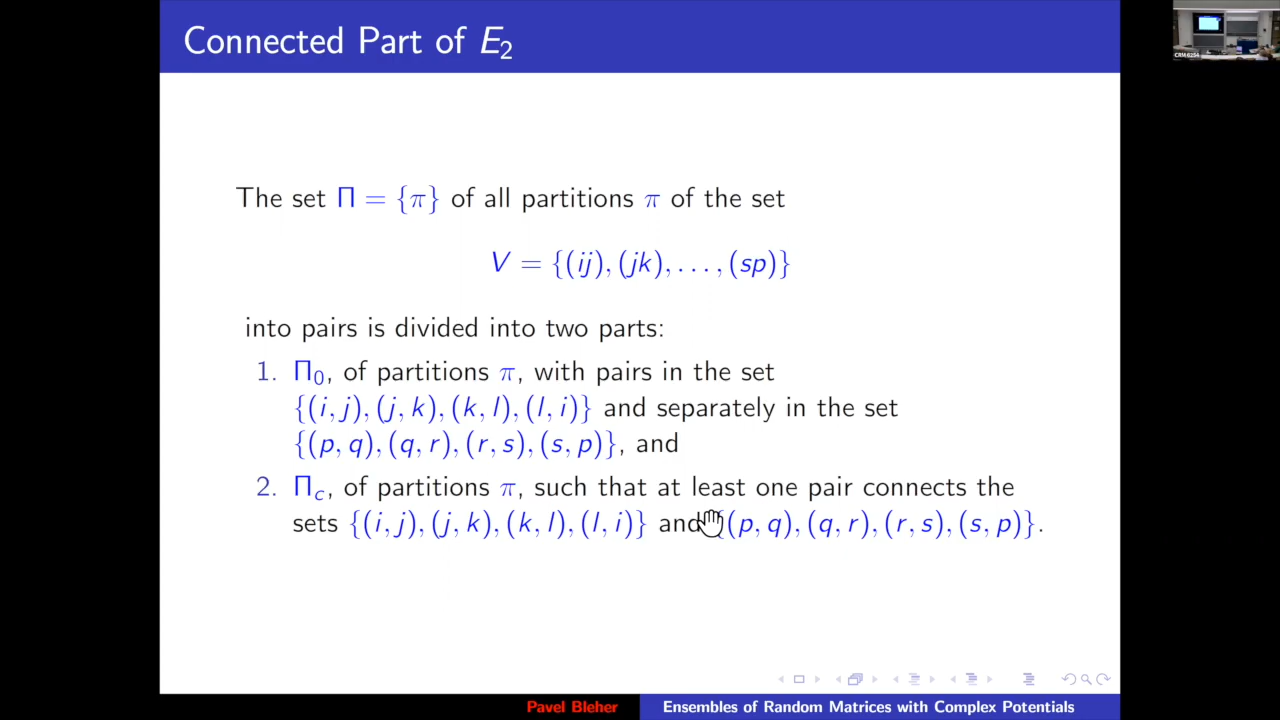 Connected Part of E₂
CRM 6254
The set Π = {π} of all partitions π of the set
V = {(ij), (jk), . . . , (sp)}
into pairs is divided into two parts:
1. Π₀, of partitions π, with pairs in the set
{(i, j), (j, k), (k, l), (l, i)} and separately in the set
{(p, q), (q, r), (r, s), (s, p)}, and
2. Π_c, of partitions π, such that at least one pair connects the
sets {(i, j), (j, k), (k, l), (l, i)} and {(p, q), (q, r), (r, s), (s, p)}.
Pavel Bleher
Ensembles of Random Matrices with Complex Potentials